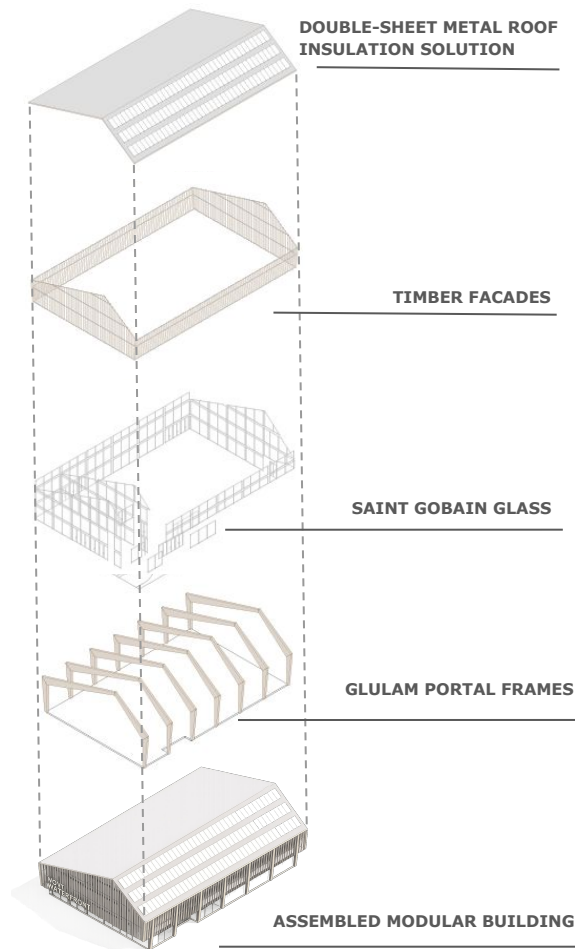 DOUBLE-SHEET METAL ROOF
INSULATION SOLUTION
TIMBER FACADES
SAINT GOBAIN GLASS
GLULAM PORTAL FRAMES
ASSEMBLED MODULAR BUILDING